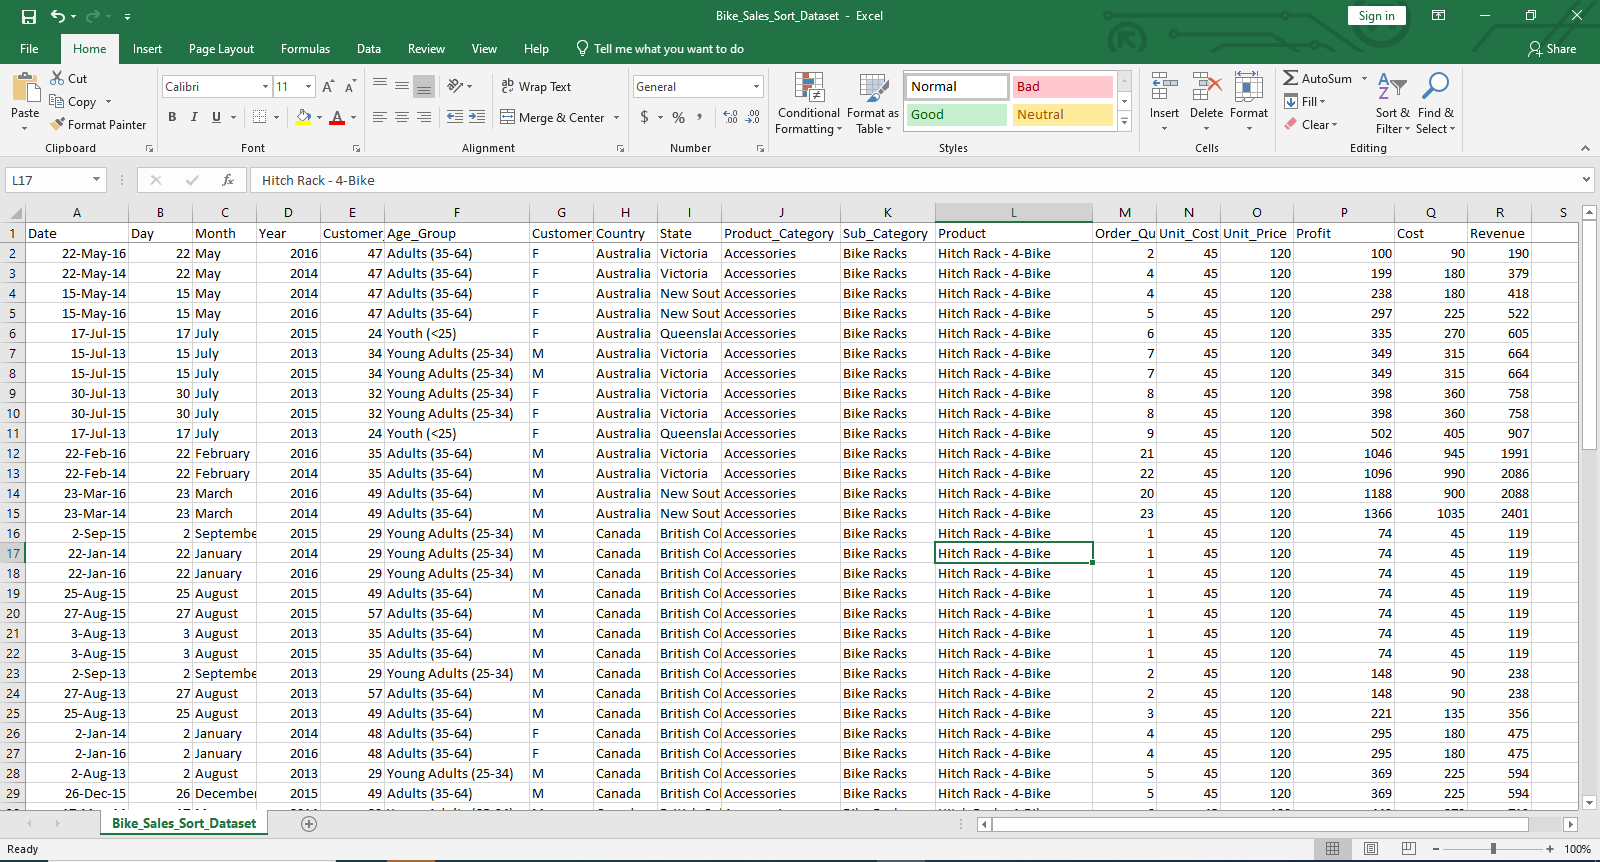 Bike_Sales_Sort_Dataset - Excel
Sign in
File Home Insert Page Layout Formulas Data Review View Help Tell me what you want to do Share
Paste Cut Copy Format Painter Clipboard
Calibri 11 B I U Font
Wrap Text Merge & Center Alignment
General $ % Number
Conditional Formatting Format as Table Normal Bad Good Neutral Styles
Insert Delete Format Cells
AutoSum Fill Clear Sort & Filter Find & Select Editing
L17 fx Hitch Rack - 4-Bike
A B C D E F G H I J K L M N O P Q R S
1 Date Day Month Year Customer_ Age_Group Customer_ Country State Product_Category Sub_Category Product Order_Qu Unit_Cost Unit_Price Profit Cost Revenue
2 22-May-16 22 May 2016 47 Adults (35-64) F Australia Victoria Accessories Bike Racks Hitch Rack - 4-Bike 2 45 120 100 90 190
3 22-May-14 22 May 2014 47 Adults (35-64) F Australia Victoria Accessories Bike Racks Hitch Rack - 4-Bike 4 45 120 199 180 379
4 15-May-14 15 May 2014 47 Adults (35-64) F Australia New Sout Accessories Bike Racks Hitch Rack - 4-Bike 4 45 120 238 180 418
5 15-May-16 15 May 2016 47 Adults (35-64) F Australia New Sout Accessories Bike Racks Hitch Rack - 4-Bike 5 45 120 297 225 522
6 17-Jul-15 17 July 2015 24 Youth (<25) F Australia Queensla Accessories Bike Racks Hitch Rack - 4-Bike 6 45 120 335 270 605
7 15-Jul-13 15 July 2013 34 Young Adults (25-34) M Australia Victoria Accessories Bike Racks Hitch Rack - 4-Bike 7 45 120 349 315 664
8 15-Jul-15 15 July 2015 34 Young Adults (25-34) M Australia Victoria Accessories Bike Racks Hitch Rack - 4-Bike 7 45 120 349 315 664
9 30-Jul-13 30 July 2013 32 Young Adults (25-34) F Australia Victoria Accessories Bike Racks Hitch Rack - 4-Bike 8 45 120 398 360 758
10 30-Jul-15 30 July 2015 32 Young Adults (25-34) F Australia Victoria Accessories Bike Racks Hitch Rack - 4-Bike 8 45 120 398 360 758
11 17-Jul-13 17 July 2013 24 Youth (<25) F Australia Queensla Accessories Bike Racks Hitch Rack - 4-Bike 9 45 120 502 405 907
12 22-Feb-16 22 February 2016 35 Adults (35-64) M Australia Victoria Accessories Bike Racks Hitch Rack - 4-Bike 21 45 120 1046 945 1991
13 22-Feb-14 22 February 2014 35 Adults (35-64) M Australia Victoria Accessories Bike Racks Hitch Rack - 4-Bike 22 45 120 1096 990 2086
14 23-Mar-16 23 March 2016 49 Adults (35-64) M Australia New Sout Accessories Bike Racks Hitch Rack - 4-Bike 20 45 120 1188 900 2088
15 23-Mar-14 23 March 2014 49 Adults (35-64) M Australia New Sout Accessories Bike Racks Hitch Rack - 4-Bike 23 45 120 1366 1035 2401
16 2-Sep-15 2 Septembe 2015 29 Young Adults (25-34) M Canada British Col Accessories Bike Racks Hitch Rack - 4-Bike 1 45 120 74 45 119
17 22-Jan-14 22 January 2014 29 Young Adults (25-34) M Canada British Col Accessories Bike Racks Hitch Rack - 4-Bike 1 45 120 74 45 119
18 22-Jan-16 22 January 2016 29 Young Adults (25-34) M Canada British Col Accessories Bike Racks Hitch Rack - 4-Bike 1 45 120 74 45 119
19 25-Aug-15 25 August 2015 49 Adults (35-64) M Canada British Col Accessories Bike Racks Hitch Rack - 4-Bike 1 45 120 74 45 119
20 27-Aug-15 27 August 2015 57 Adults (35-64) M Canada British Col Accessories Bike Racks Hitch Rack - 4-Bike 1 45 120 74 45 119
21 3-Aug-13 3 August 2013 35 Adults (35-64) M Canada British Col Accessories Bike Racks Hitch Rack - 4-Bike 1 45 120 74 45 119
22 3-Aug-15 3 August 2015 35 Adults (35-64) M Canada British Col Accessories Bike Racks Hitch Rack - 4-Bike 1 45 120 74 45 119
23 2-Sep-13 2 Septembe 2013 29 Young Adults (25-34) M Canada British Col Accessories Bike Racks Hitch Rack - 4-Bike 2 45 120 148 90 238
24 27-Aug-13 27 August 2013 57 Adults (35-64) M Canada British Col Accessories Bike Racks Hitch Rack - 4-Bike 2 45 120 148 90 238
25 25-Aug-13 25 August 2013 49 Adults (35-64) M Canada British Col Accessories Bike Racks Hitch Rack - 4-Bike 3 45 120 221 135 356
26 2-Jan-14 2 January 2014 48 Adults (35-64) F Canada British Col Accessories Bike Racks Hitch Rack - 4-Bike 4 45 120 295 180 475
27 2-Jan-16 2 January 2016 48 Adults (35-64) F Canada British Col Accessories Bike Racks Hitch Rack - 4-Bike 4 45 120 295 180 475
28 2-Aug-13 2 August 2013 29 Young Adults (25-34) M Canada British Col Accessories Bike Racks Hitch Rack - 4-Bike 5 45 120 369 225 594
29 26-Dec-15 26 December 2015 49 Adults (35-64) M Canada British Col Accessories Bike Racks Hitch Rack - 4-Bike 5 45 120 369 225 594
Bike_Sales_Sort_Dataset
Ready 100%